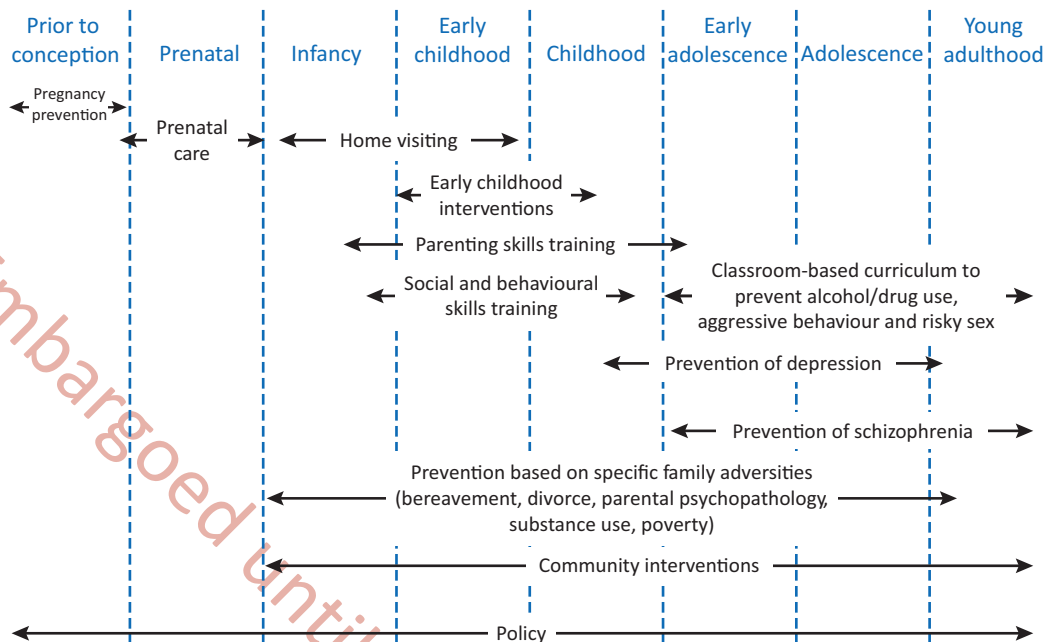 Prior to
conception
Prenatal
Infancy
Early
childhood
Childhood
Early
adolescence
Adolescence
Young
adulthood
Pregnancy
prevention
Prenatal
care
Home visiting
Early childhood
interventions
Parenting skills training
Social and behavioural
skills training
Classroom-based curriculum to
prevent alcohol/drug use,
aggressive behaviour and risky sex
Prevention of depression
Prevention of schizophrenia
Prevention based on specific family adversities
(bereavement, divorce, parental psychopathology,
substance use, poverty)
Community interventions
Policy
mbargoed until